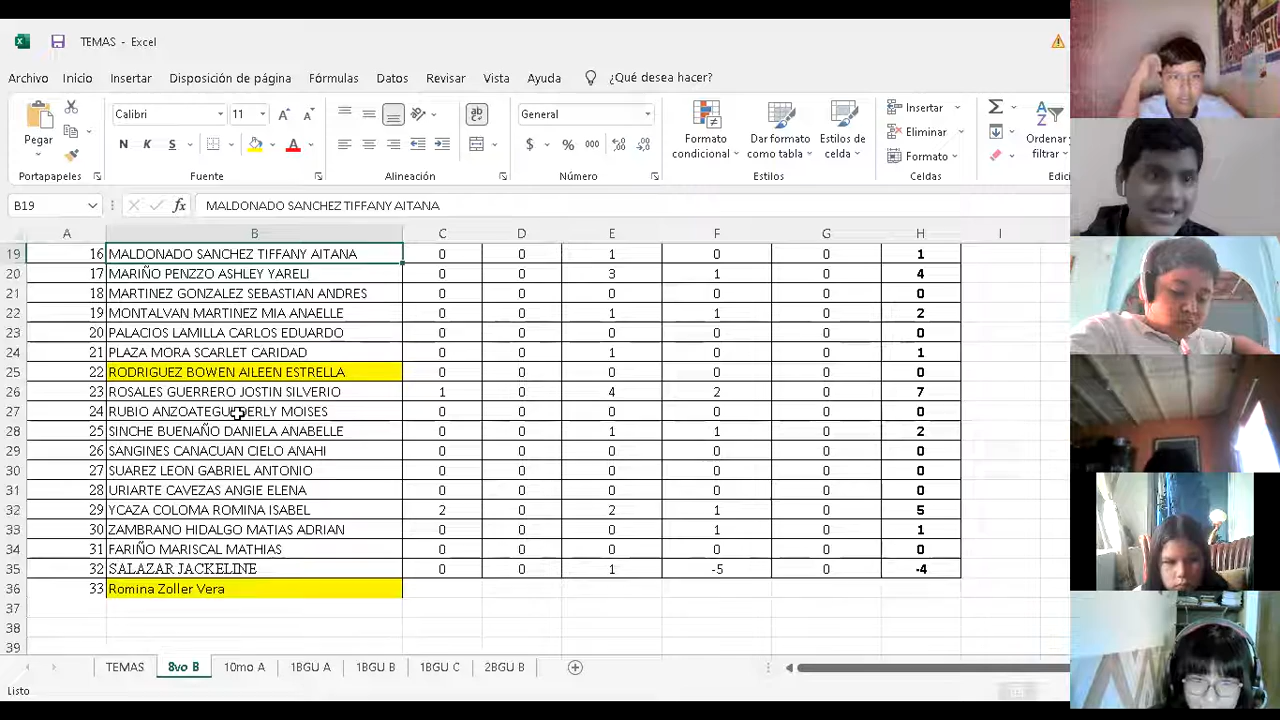 TEMAS - Excel
Archivo Inicio Insertar Disposición de página Fórmulas Datos Revisar Vista Ayuda ¿Qué desea hacer?
Calibri 11 General Insertar
Pegar Eliminar
N K S $ % 000 Formato
Formato condicional Dar formato como tabla Estilos de celda Ordenar filtrar
Portapapeles Fuente Alineación Número Estilos Celdas
B19 fx MALDONADO SANCHEZ TIFFANY AITANA
A B C D E F G H I
19 16 MALDONADO SANCHEZ TIFFANY AITANA 0 0 1 0 0 1
20 17 MARIÑO PENZZO ASHLEY YARELI 0 0 3 1 0 4
21 18 MARTINEZ GONZALEZ SEBASTIAN ANDRES 0 0 0 0 0 0
22 19 MONTALVAN MARTINEZ MIA ANAELLE 0 0 1 1 0 2
23 20 PALACIOS LAMILLA CARLOS EDUARDO 0 0 0 0 0 0
24 21 PLAZA MORA SCARLET CARIDAD 0 0 1 0 0 1
25 22 RODRIGUEZ BOWEN AILEEN ESTRELLA 0 0 0 0 0 0
26 23 ROSALES GUERRERO JOSTIN SILVERIO 1 0 4 2 0 7
27 24 RUBIO MOISES 0 0 0 0 0 0
28 25 SINCHE BUENAÑO DANIELA ANABELLE 0 0 1 1 0 2
29 26 SANGINES CANACUAN CIELO ANAHI 0 0 0 0 0 0
30 27 SUAREZ LEON GABRIEL ANTONIO 0 0 0 0 0 0
31 28 URIARTE CAVEZAS ANGIE ELENA 0 0 0 0 0 0
32 29 YCAZA COLOMA ROMINA ISABEL 2 0 2 1 0 5
33 30 ZAMBRANO HIDALGO MATIAS ADRIAN 0 0 0 1 0 1
34 31 FARIÑO MARISCAL MATHIAS 0 0 0 0 0 0
35 32 SALAZAR JACKELINE 0 0 1 -5 0 -4
36 33 Romina Zoller Vera
37
38
39
TEMAS 8vo B 10mo A 1BGU A 1BGU B 1BGU C 2BGU B
Listo